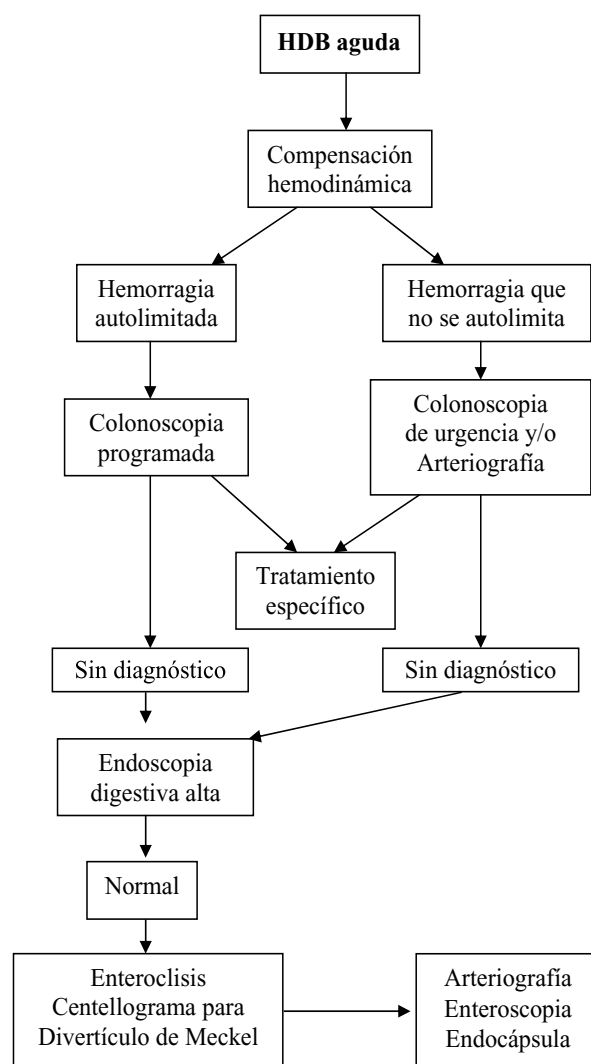 HDB aguda
Compensación
hemodinámica
Hemorragia
autolimitada
Hemorragia que
no se autolimita
Colonoscopia
programada
Colonoscopia
de urgencia y/o
Arteriografía
Tratamiento
específico
Sin diagnóstico
Sin diagnóstico
Endoscopia
digestiva alta
Normal
Enteroclisis
Centellograma para
Divertículo de Meckel
Arteriografía
Enteroscopia
Endocápsula